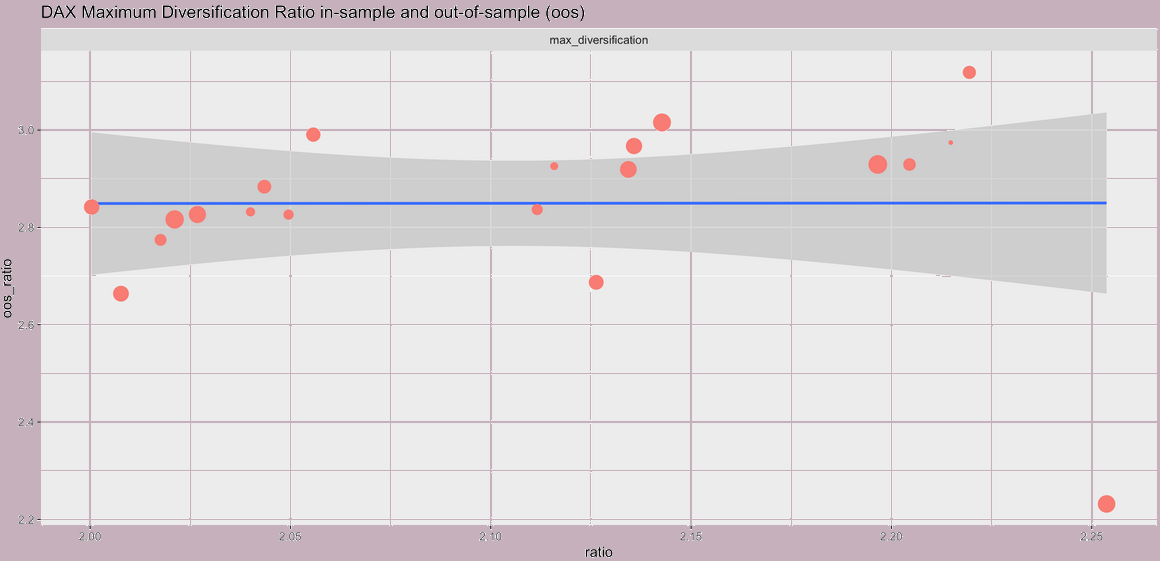 DAX Maximum Diversification Ratio in-sample and out-of-sample (oos)
max_diversification
oos_ratio
3.0
2.8
2.6
2.4
2.2
2.00 2.05 2.10 2.15 2.20 2.25
ratio